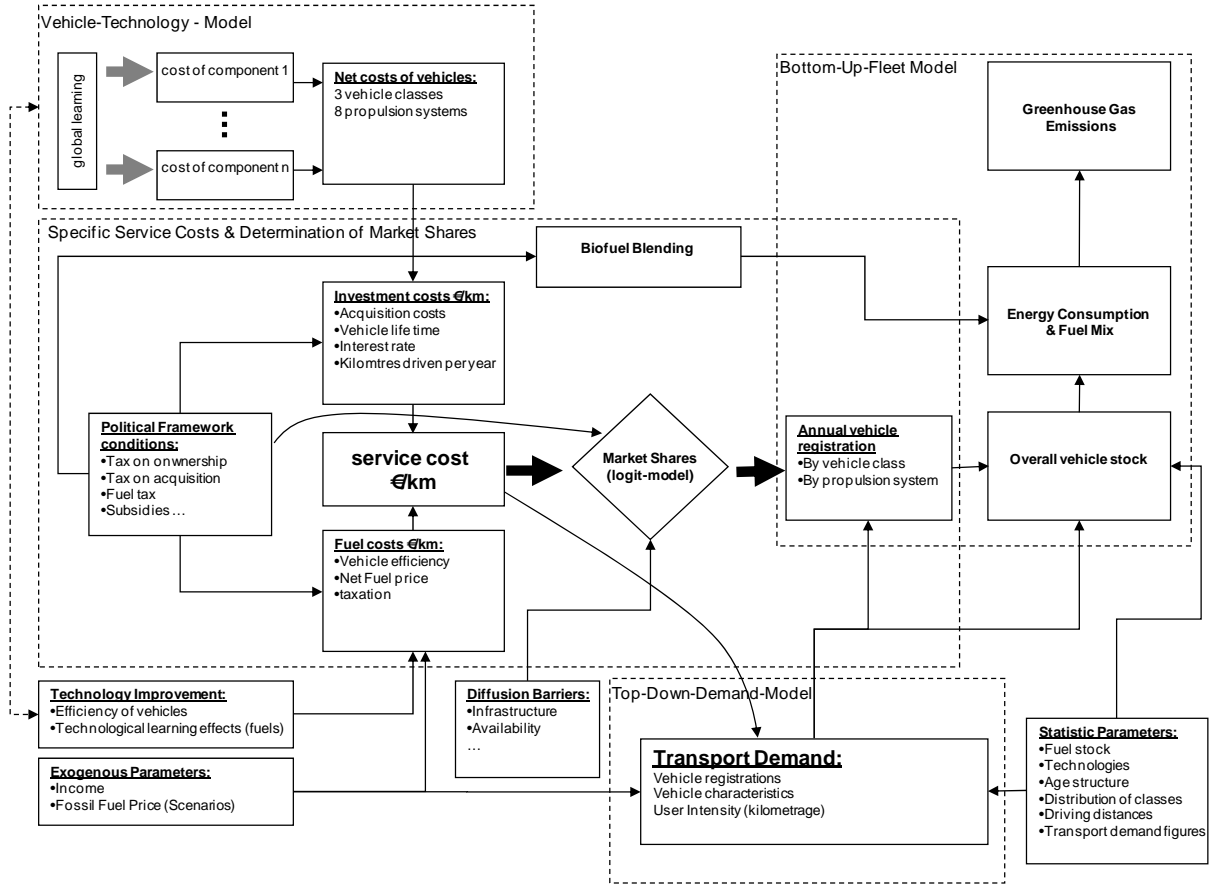 Vehicle-Technology - Model
global learning
cost of component 1
cost of component n
Net costs of vehicles:
3 vehicle classes
8 propulsion systems
Bottom-Up-Fleet Model
Greenhouse Gas
Emissions
Specific Service Costs & Determination of Market Shares
Biofuel Blending
Energy Consumption
& Fuel Mix
Investment costs €/km:
•Acquisition costs
•Vehicle life time
•Interest rate
•Kilomtres driven per year
Political Framework
conditions:
•Tax on onwership
•Tax on acquisition
•Fuel tax
•Subsidies ...
service cost
€/km
Market Shares
(logit-model)
Annual vehicle
registration
•By vehicle class
•By propulsion system
Overall vehicle stock
Fuel costs €/km:
•Vehicle efficiency
•Net Fuel price
•taxation
Technology Improvement:
•Efficiency of vehicles
•Technological learning effects (fuels)
Exogenous Parameters:
•Income
•Fossil Fuel Price (Scenarios)
Diffusion Barriers:
•Infrastructure
•Availability
...
Top-Down-Demand-Model
Transport Demand:
Vehicle registrations
Vehicle characteristics
User Intensity (kilometrage)
Statistic Parameters:
•Fuel stock
•Technologies
•Age structure
•Distribution of classes
•Driving distances
•Transport demand figures